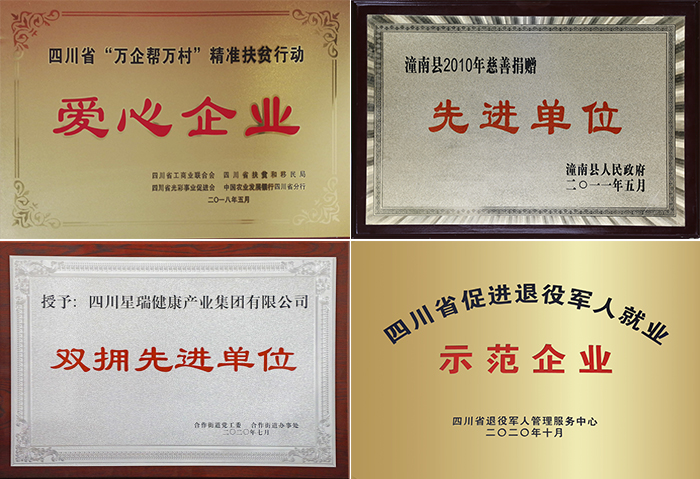 四川省“万企帮万村”精准扶贫行动
爱心企业
四川省工商业联合会 四川省扶贫和移民局
四川省光彩事业促进会 中国农业发展银行四川省分行
二〇一八年五月
潼南县2010年慈善捐赠
先进单位
潼南县人民政府
二〇一一年五月
授予：四川星瑞健康产业集团有限公司
双拥先进单位
合作街道党工委 合作街道办事处
二〇二〇年七月
四川省促进退役军人就业
示范企业
四川省退役军人管理服务中心
二〇二〇年十月